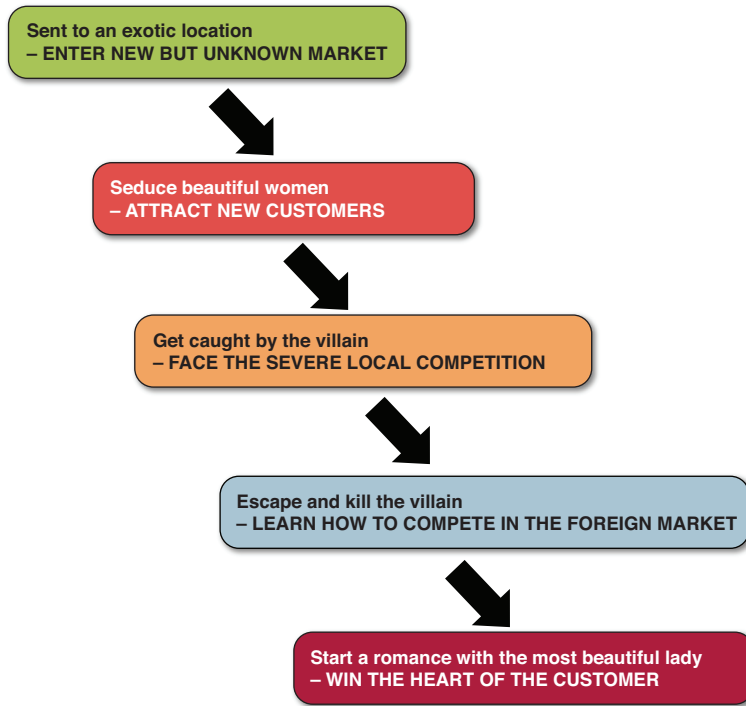 Sent to an exotic location
– ENTER NEW BUT UNKNOWN MARKET
Seduce beautiful women
– ATTRACT NEW CUSTOMERS
Get caught by the villain
– FACE THE SEVERE LOCAL COMPETITION
Escape and kill the villain
– LEARN HOW TO COMPETE IN THE FOREIGN MARKET
Start a romance with the most beautiful lady
– WIN THE HEART OF THE CUSTOMER